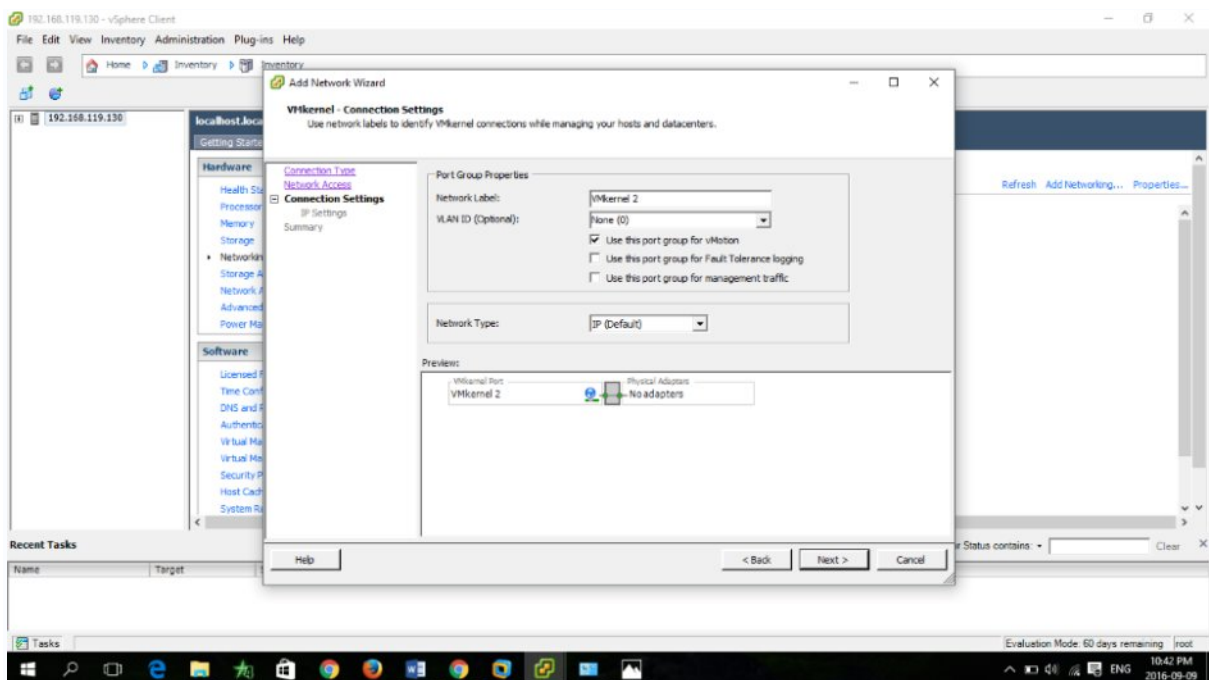 192.168.119.130 - vSphere Client
File Edit View Inventory Administration Plug-ins Help
Home Inventory Inventory
192.168.119.130
localhost.loca
Getting Starte
Hardware
Health Sta
Processor
Memory
Storage
Networkin
Storage A
Network A
Advanced
Power Ma
Software
Licensed F
Time Conf
DNS and R
Authentic
Virtual Ma
Virtual Ma
Security P
Host Cach
System Re
Add Network Wizard
VMkernel - Connection Settings
Use network labels to identify VMkernel connections while managing your hosts and datacenters.
Connection Type
Network Access
Connection Settings
IP Settings
Summary
Port Group Properties
Network Label: VMkernel 2
VLAN ID (Optional): None (0)
Use this port group for vMotion
Use this port group for Fault Tolerance logging
Use this port group for management traffic
Network Type: IP (Default)
Preview:
VMkernel Port
VMkernel 2
Physical Adapters
No adapters
Help < Back Next > Cancel
Refresh Add Networking... Properties...
Recent Tasks
r Status contains: Clear
Name Target
Tasks
Evaluation Mode: 60 days remaining root
ENG 10:42 PM
2016-09-09